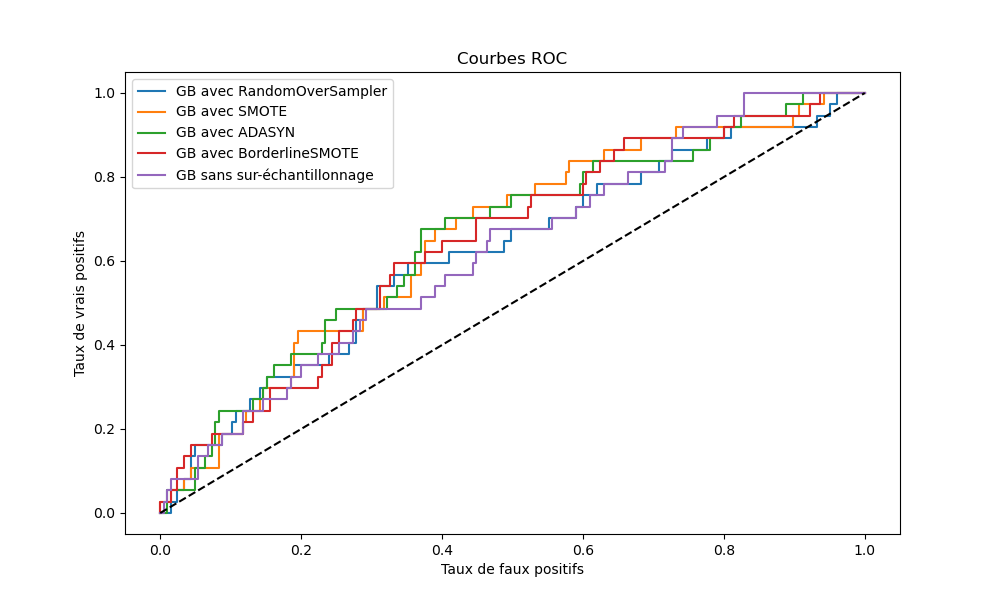 Courbes ROC
GB avec RandomOverSampler
GB avec SMOTE
GB avec ADASYN
GB avec BorderlineSMOTE
GB sans sur-échantillonnage
Taux de vrais positifs
1.0
0.8
0.6
0.4
0.2
0.0
0.0 0.2 0.4 0.6 0.8 1.0
Taux de faux positifs